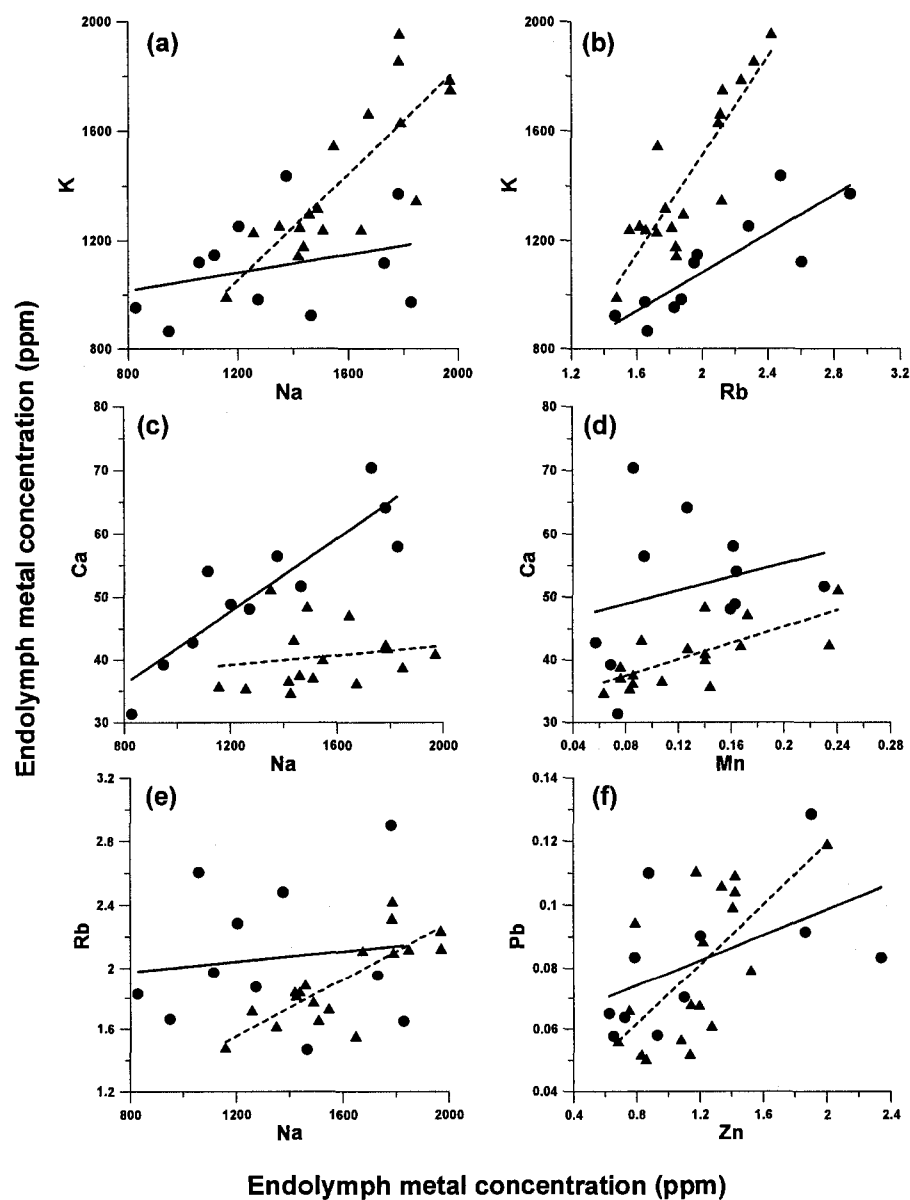 2000
1600
1200
800
K
(a)
800 1200 1600 2000
Na
2000
1600
1200
800
K
(b)
1.2 1.6 2 2.4 2.8 3.2
Rb
Endolymph metal concentration (ppm)
80
70
60
50
40
30
Ca
(c)
800 1200 1600 2000
Na
80
70
60
50
40
30
Ca
(d)
0.04 0.08 0.12 0.16 0.2 0.24 0.28
Mn
3.2
2.8
2.4
2
1.6
1.2
Rb
(e)
800 1200 1600 2000
Na
0.14
0.12
0.1
0.08
0.06
0.04
Pb
(f)
0.4 0.8 1.2 1.6 2 2.4
Zn
Endolymph metal concentration (ppm)